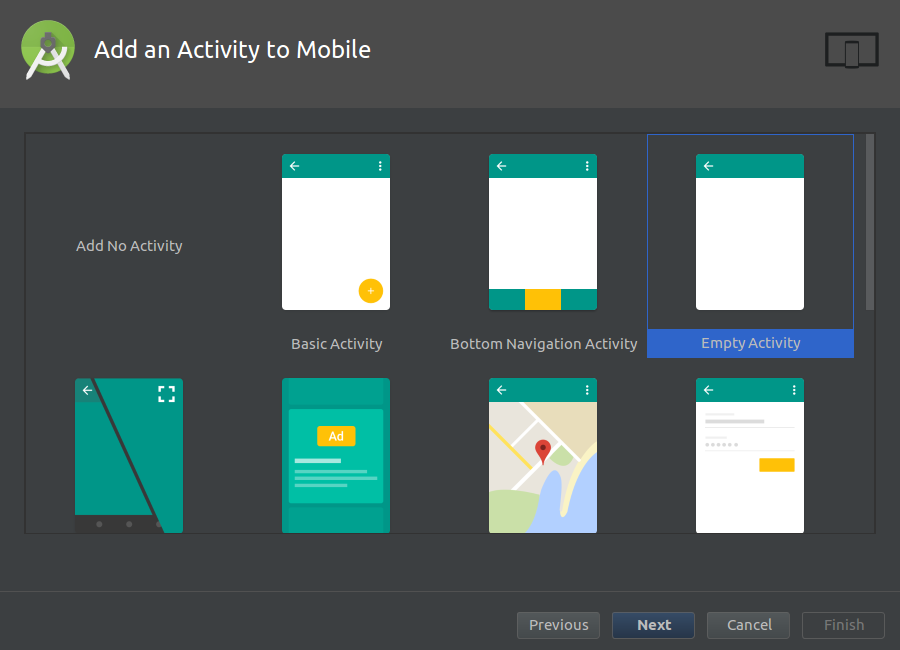 Add an Activity to Mobile
Add No Activity
Basic Activity
Bottom Navigation Activity
Empty Activity
Ad
Previous
Next
Cancel
Finish